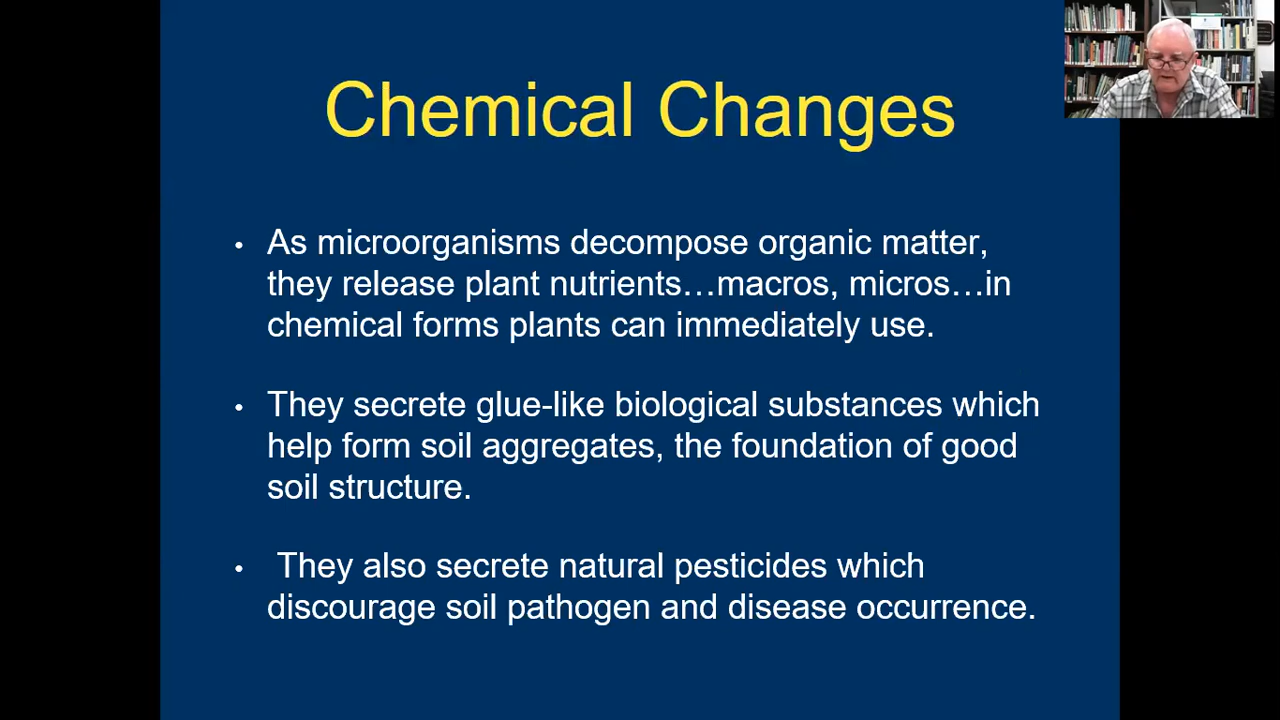 Chemical Changes
• As microorganisms decompose organic matter,
they release plant nutrients…macros, micros…in
chemical forms plants can immediately use.
• They secrete glue-like biological substances which
help form soil aggregates, the foundation of good
soil structure.
• They also secrete natural pesticides which
discourage soil pathogen and disease occurrence.